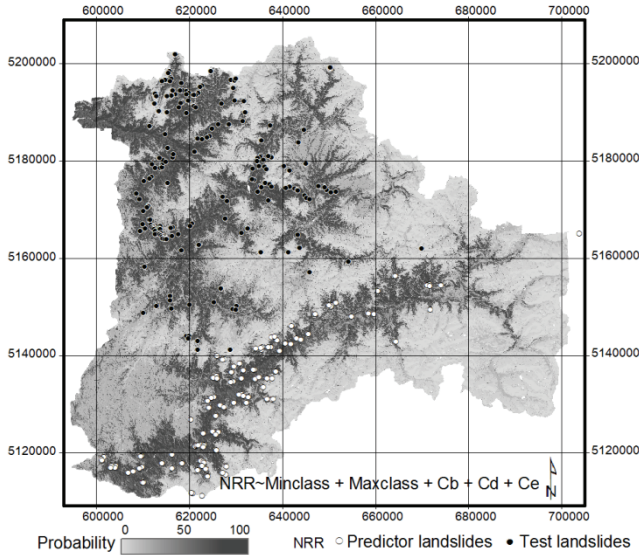 600000 620000 640000 660000 680000 700000
5200000 5200000
5180000 5180000
5160000 5160000
5140000 5140000
5120000 5120000
NRR~Minclass + Maxclass + Cb + Cd + Ce N
600000 620000 640000 660000 680000 700000
0 50 100
Probability NRR Predictor landslides Test landslides